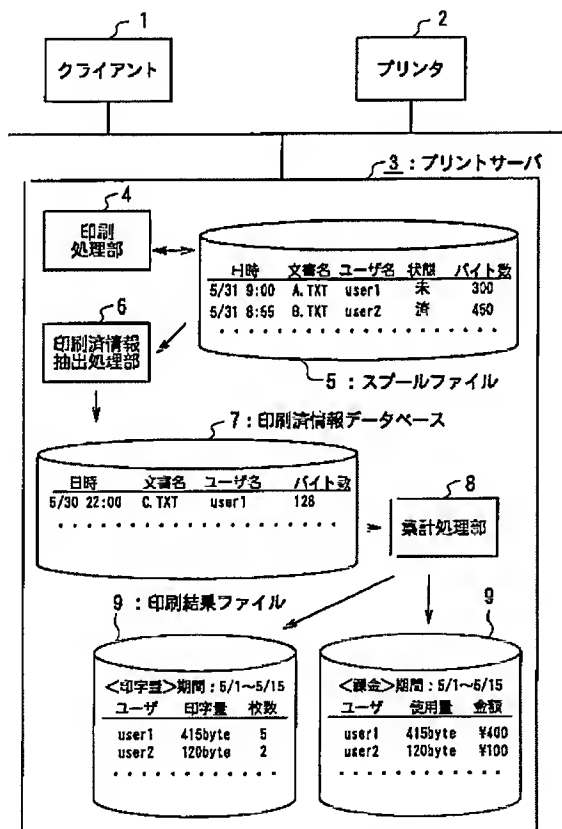 1
2
クライアント
プリンタ
3：プリントサーバ
4
印刷
処理部
日時 文書名 ユーザ名 状態 バイト数
5/31 9:00 A.TXT user1 未 300
5/31 8:55 B.TXT user2 済 450
・・・・・・・・・・・・・・・・
6
印刷済情報
抽出処理部
5：スプールファイル
7：印刷済情報データベース
日時 文書名 ユーザ名 バイト数
5/30 22:00 C.TXT user1 128
・・・・・・・・・・・・・・・・
8
集計処理部
9：印刷結果ファイル
9
＜印字量＞期間：5/1～5/15
ユーザ 印字量 枚数
user1 415byte 5
user2 120byte 2
・・・・・・・・・・・・
＜課金＞期間：5/1～5/15
ユーザ 使用量 金額
user1 415byte ¥400
user2 120byte ¥100
・・・・・・・・・・・・